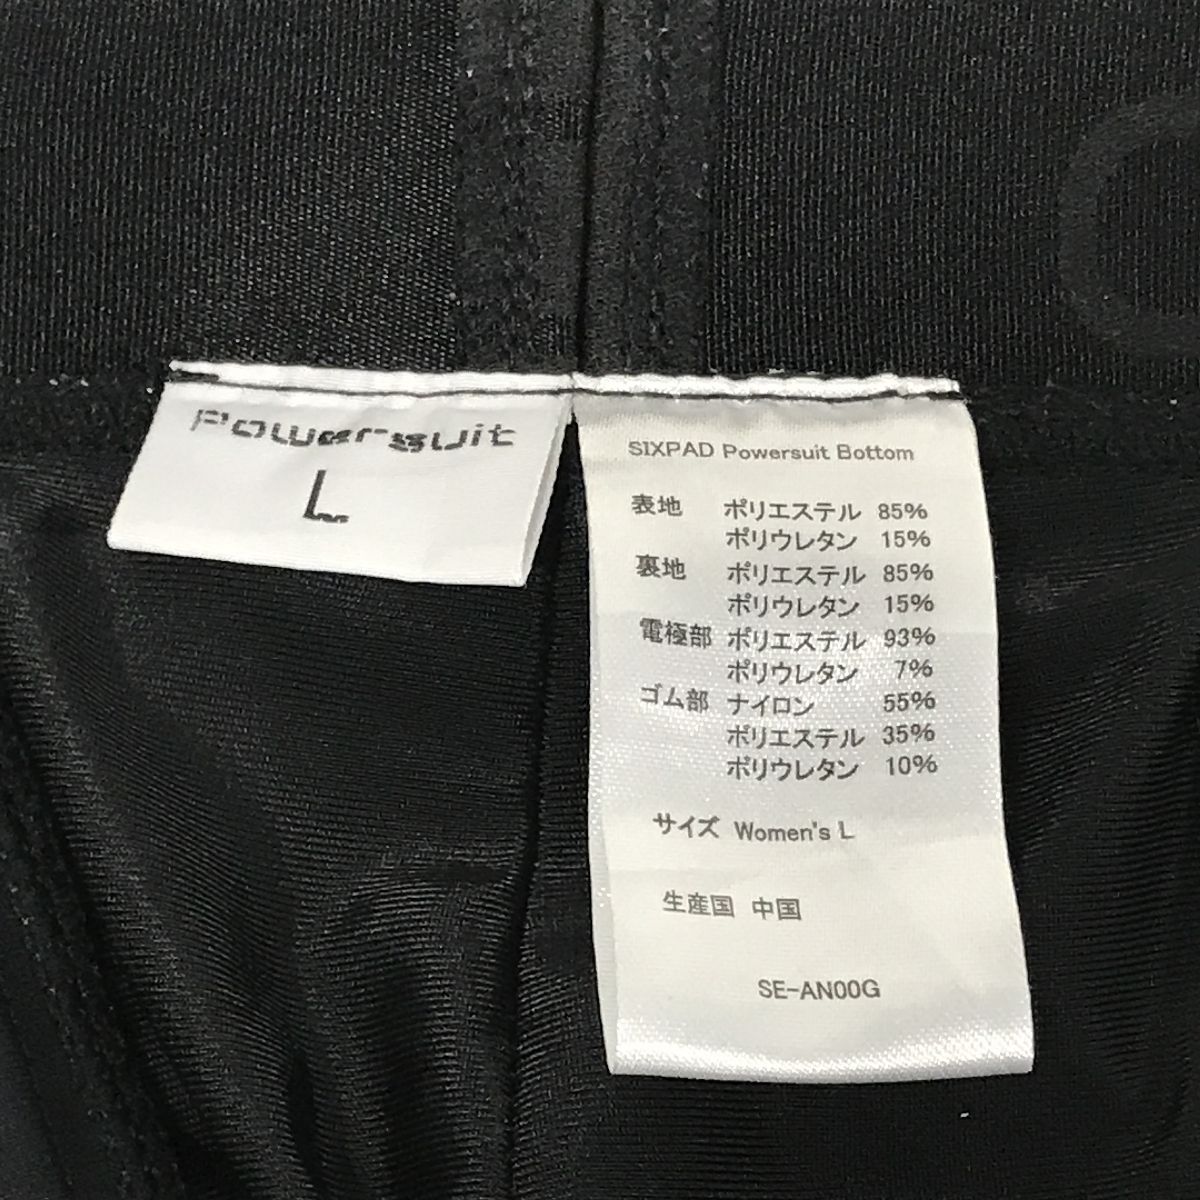 Powersuit
L
SIXPAD Powersuit Bottom
表地 ポリエステル 85%
ポリウレタン 15%
裏地 ポリエステル 85%
ポリウレタン 15%
電極部 ポリエステル 93%
ポリウレタン 7%
ゴム部 ナイロン 55%
ポリエステル 35%
ポリウレタン 10%
サイズ Women's L
生産国 中国
SE-AN00G